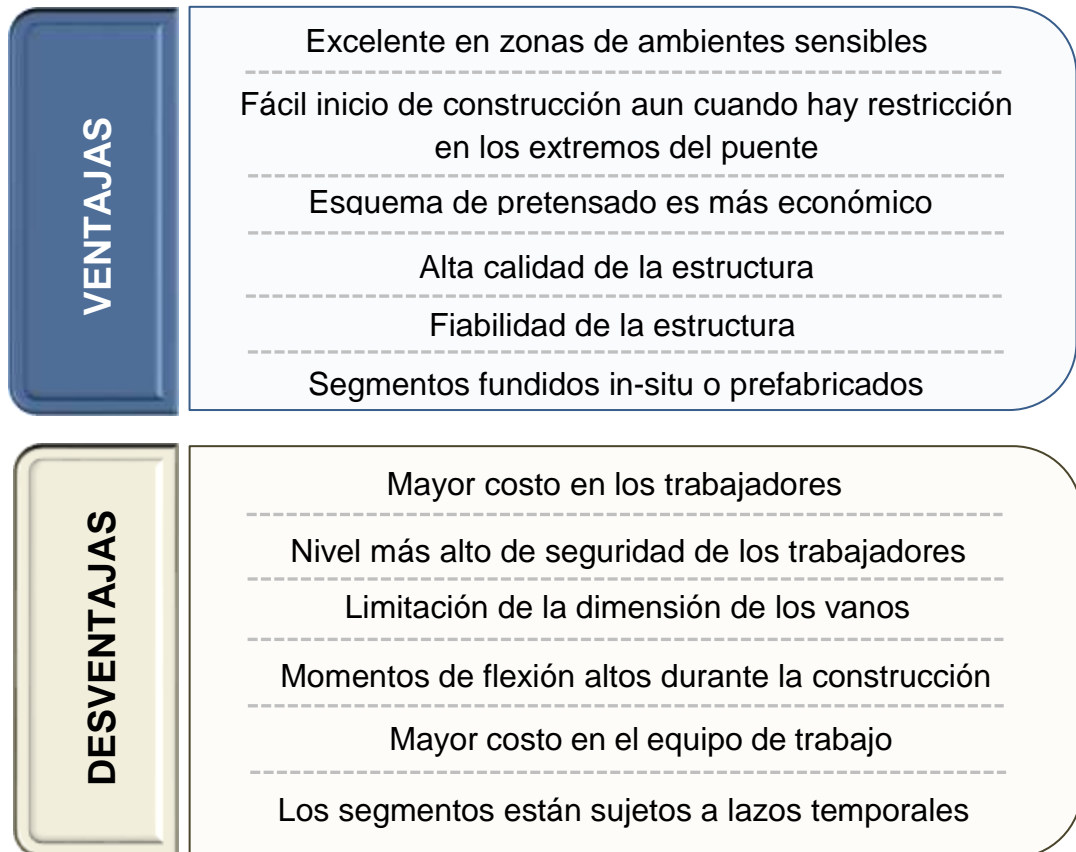 VENTAJAS
Excelente en zonas de ambientes sensibles
Fácil inicio de construcción aun cuando hay restricción
en los extremos del puente
Esquema de pretensado es más económico
Alta calidad de la estructura
Fiabilidad de la estructura
Segmentos fundidos in-situ o prefabricados
DESVENTAJAS
Mayor costo en los trabajadores
Nivel más alto de seguridad de los trabajadores
Limitación de la dimensión de los vanos
Momentos de flexión altos durante la construcción
Mayor costo en el equipo de trabajo
Los segmentos están sujetos a lazos temporales